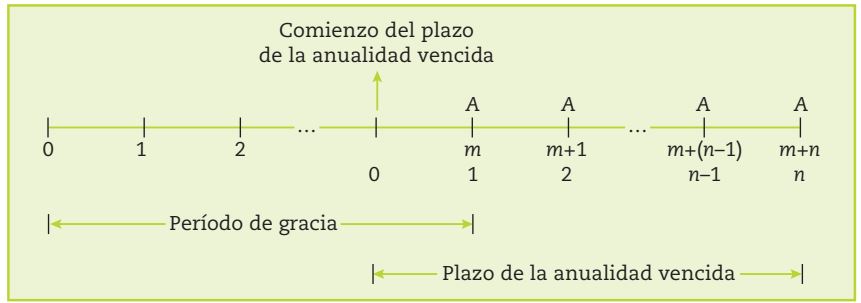 Comienzo del plazo
de la anualidad vencida
A A A A
...
...
0 1 2 m m+1 m+(n–1) m+n
0 1 2 n–1 n
Período de gracia
Plazo de la anualidad vencida